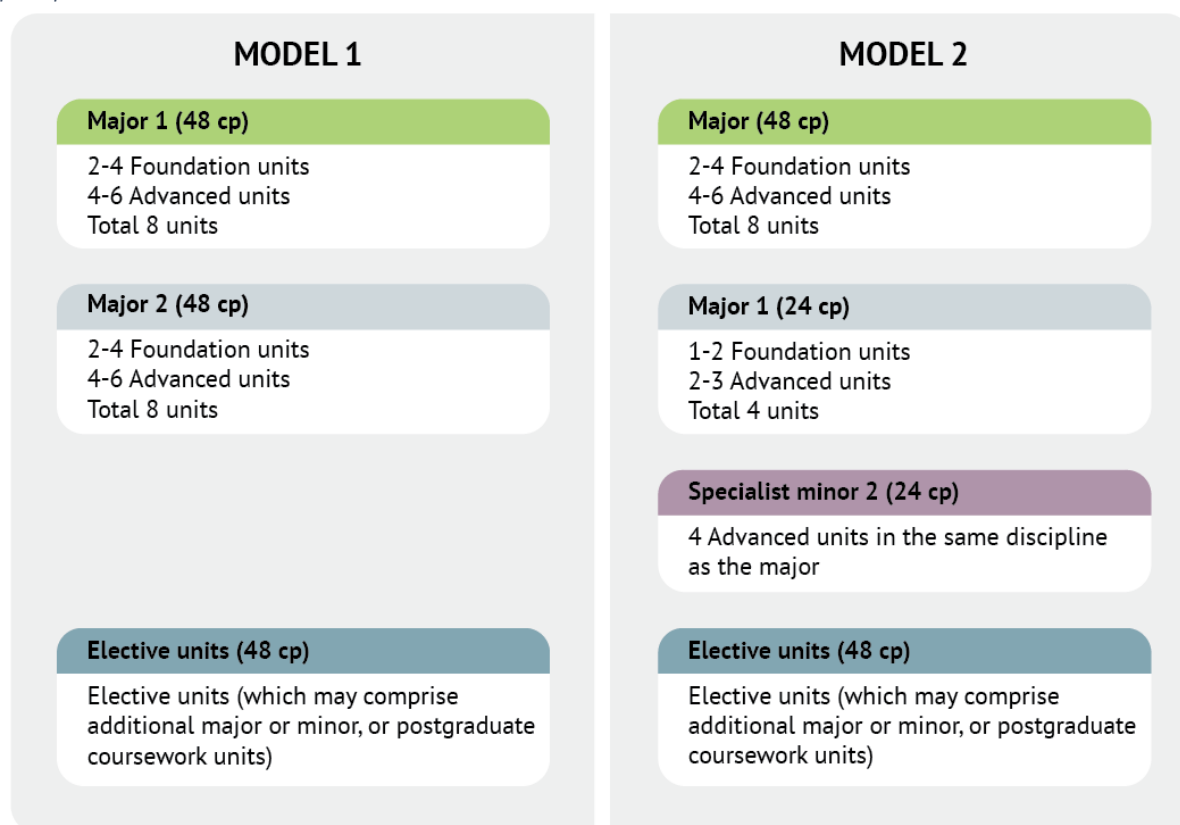 MODEL 1
Major 1 (48 cp)
2-4 Foundation units
4-6 Advanced units
Total 8 units
Major 2 (48 cp)
2-4 Foundation units
4-6 Advanced units
Total 8 units
Elective units (48 cp)
Elective units (which may comprise
additional major or minor, or postgraduate
coursework units)
MODEL 2
Major (48 cp)
2-4 Foundation units
4-6 Advanced units
Total 8 units
Major 1 (24 cp)
1-2 Foundation units
2-3 Advanced units
Total 4 units
Specialist minor 2 (24 cp)
4 Advanced units in the same discipline
as the major
Elective units (48 cp)
Elective units (which may comprise
additional major or minor, or postgraduate
coursework units)